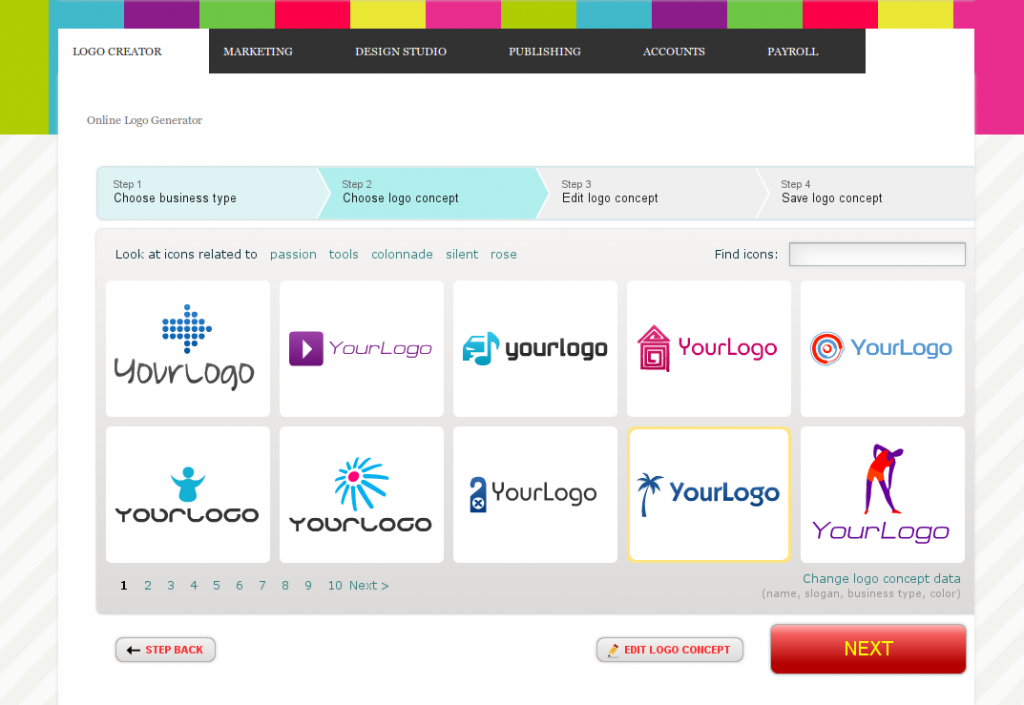 LOGO CREATOR MARKETING DESIGN STUDIO PUBLISHING ACCOUNTS PAYROLL
Online Logo Generator
Step 1 Step 2 Step 3 Step 4
Choose business type Choose logo concept Edit logo concept Save logo concept
Look at icons related to passion tools colonnade silent rose Find icons:
YourLogo YourLogo yourlogo YourLogo YourLogo
YOURLOGO YOURLOGO YourLogo YourLogo YourLogo
1 2 3 4 5 6 7 8 9 10 Next >
Change logo concept data
(name, slogan, business type, color)
STEP BACK EDIT LOGO CONCEPT NEXT